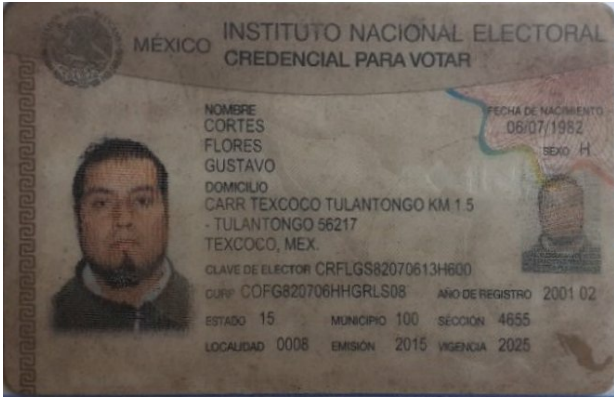 MÉXICO INSTITUTO NACIONAL ELECTORAL
CREDENCIAL PARA VOTAR
NOMBRE
CORTES
FLORES
GUSTAVO
FECHA DE NACIMIENTO
06/07/1982
SEXO H
DOMICILIO
CARR TEXCOCO TULANTONGO KM 1.5
- TULANTONGO 56217
TEXCOCO, MEX.
CLAVE DE ELECTOR CRFLGS82070613H600
CURP COFG820706HHGRLS08 AÑO DE REGISTRO 2001 02
ESTADO 15 MUNICIPIO 100 SECCIÓN 4655
LOCALIDAD 0008 EMISIÓN 2015 VIGENCIA 2025